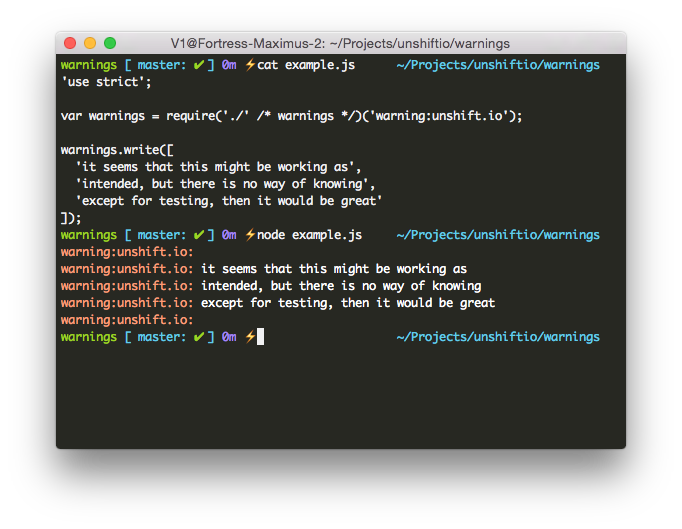 V1@Fortress-Maximus-2: ~/Projects/unshiftio/warnings
warnings [ master: ✔ ] 0m ⚡cat example.js ~/Projects/unshiftio/warnings
'use strict';
var warnings = require('./' /* warnings */)('warning:unshift.io');
warnings.write([
'it seems that this might be working as',
'intended, but there is no way of knowing',
'except for testing, then it would be great'
]);
warnings [ master: ✔ ] 0m ⚡node example.js ~/Projects/unshiftio/warnings
warning:unshift.io:
warning:unshift.io: it seems that this might be working as
warning:unshift.io: intended, but there is no way of knowing
warning:unshift.io: except for testing, then it would be great
warning:unshift.io:
warnings [ master: ✔ ] 0m ⚡ ~/Projects/unshiftio/warnings